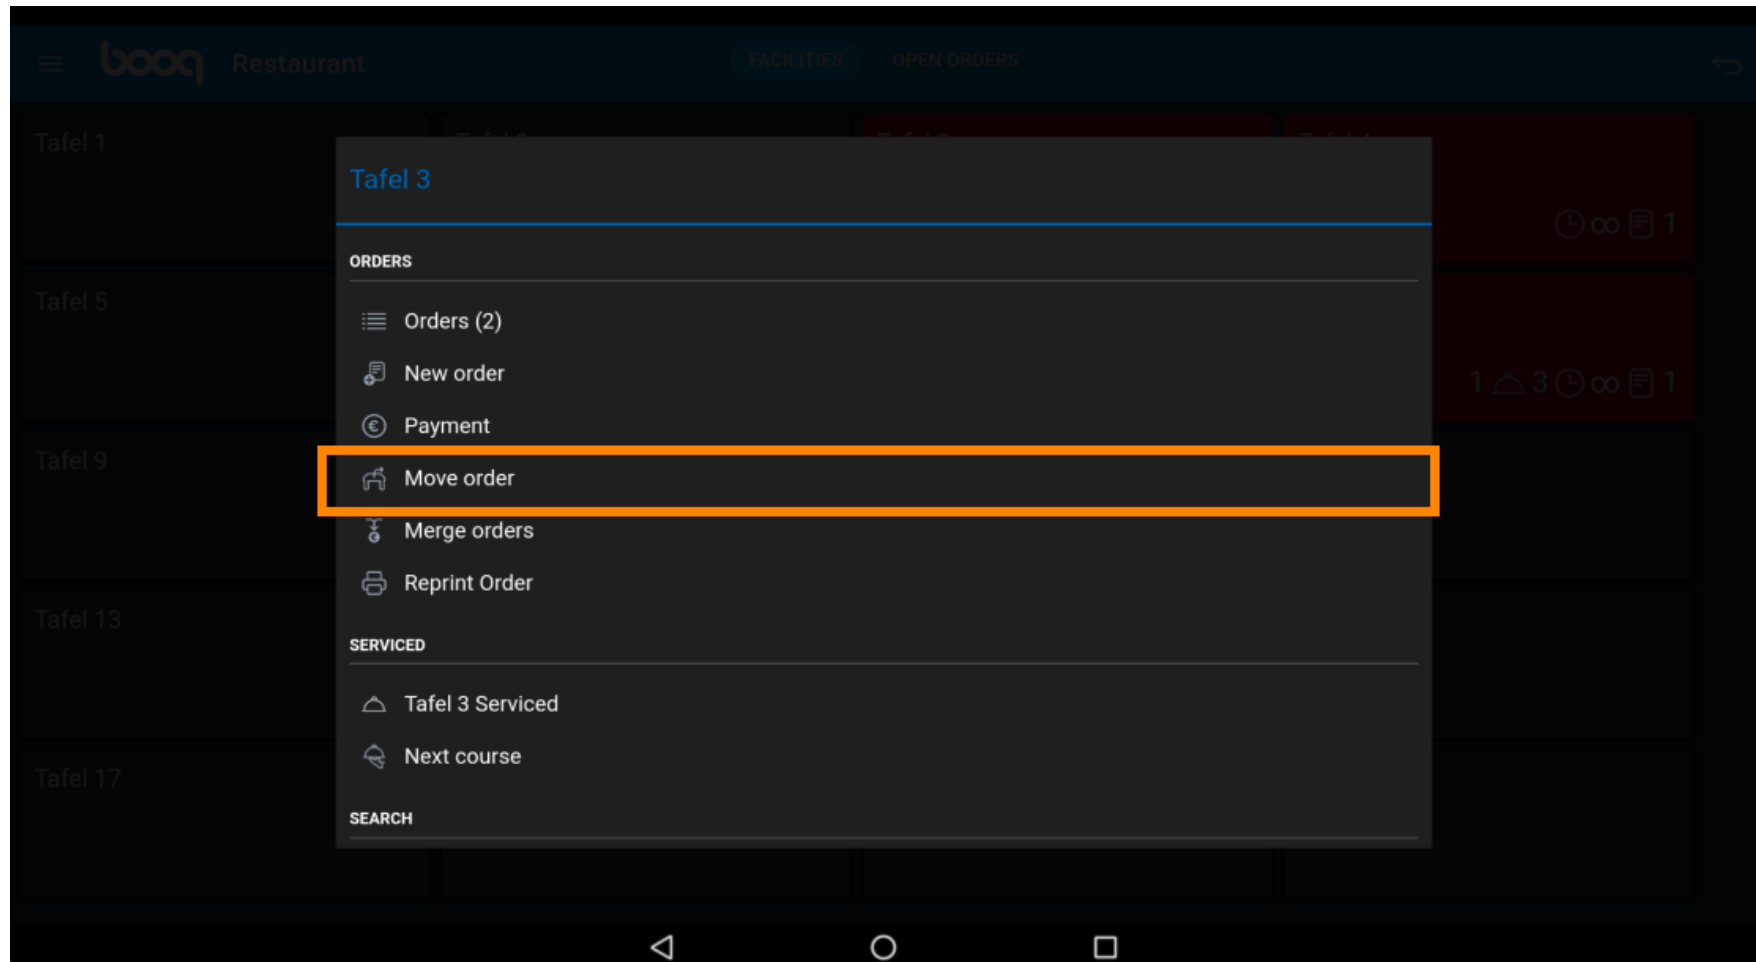 booq Restaurant FACILITIES OPEN ORDERS
Tafel 1
Tafel 3
∞ 1
ORDERS
Tafel 5
Orders (2)
New order
1 3 ∞ 1
Payment
Tafel 9
Move order
Merge orders
Reprint Order
Tafel 13
SERVICED
Tafel 3 Serviced
Next course
Tafel 17
SEARCH